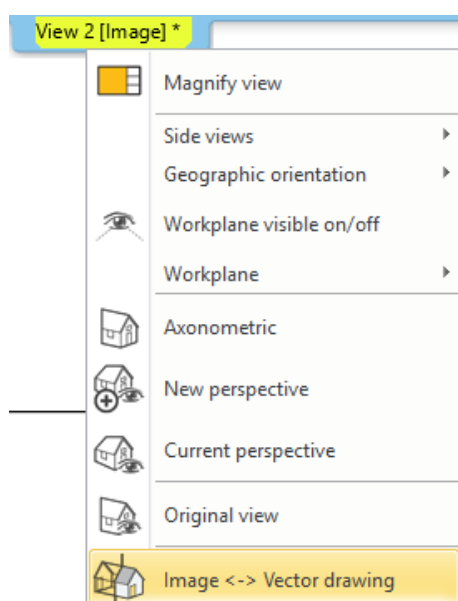 View 2 [Image] *
Magnify view
Side views
Geographic orientation
Workplane visible on/off
Workplane
Axonometric
New perspective
Current perspective
Original view
Image <-> Vector drawing